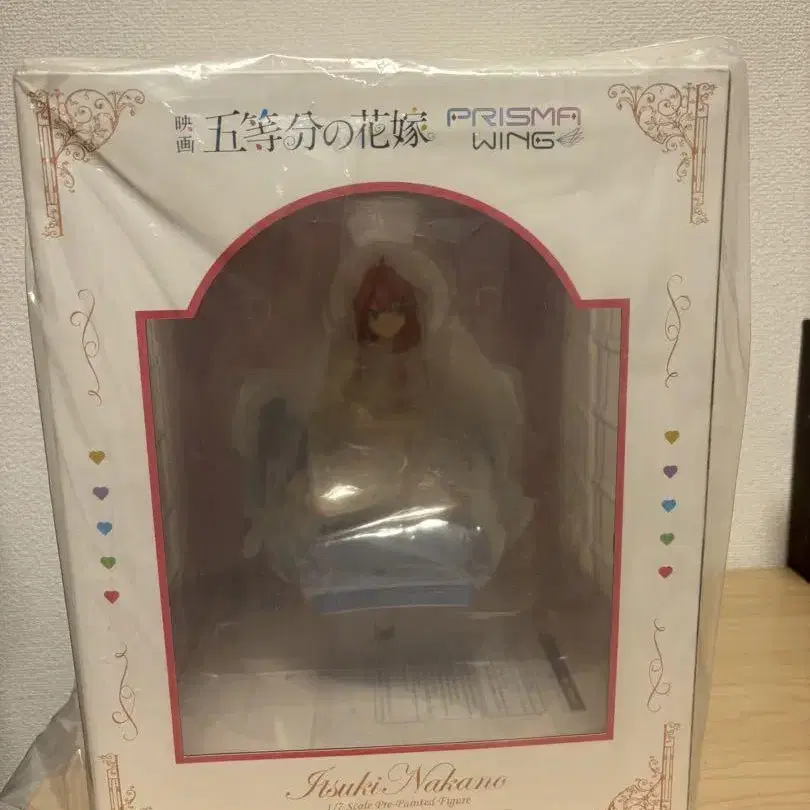 映画 五等分の花嫁 PRISMA WING
Itsuki Nakano
1/7 Scale Pre-Painted Figure